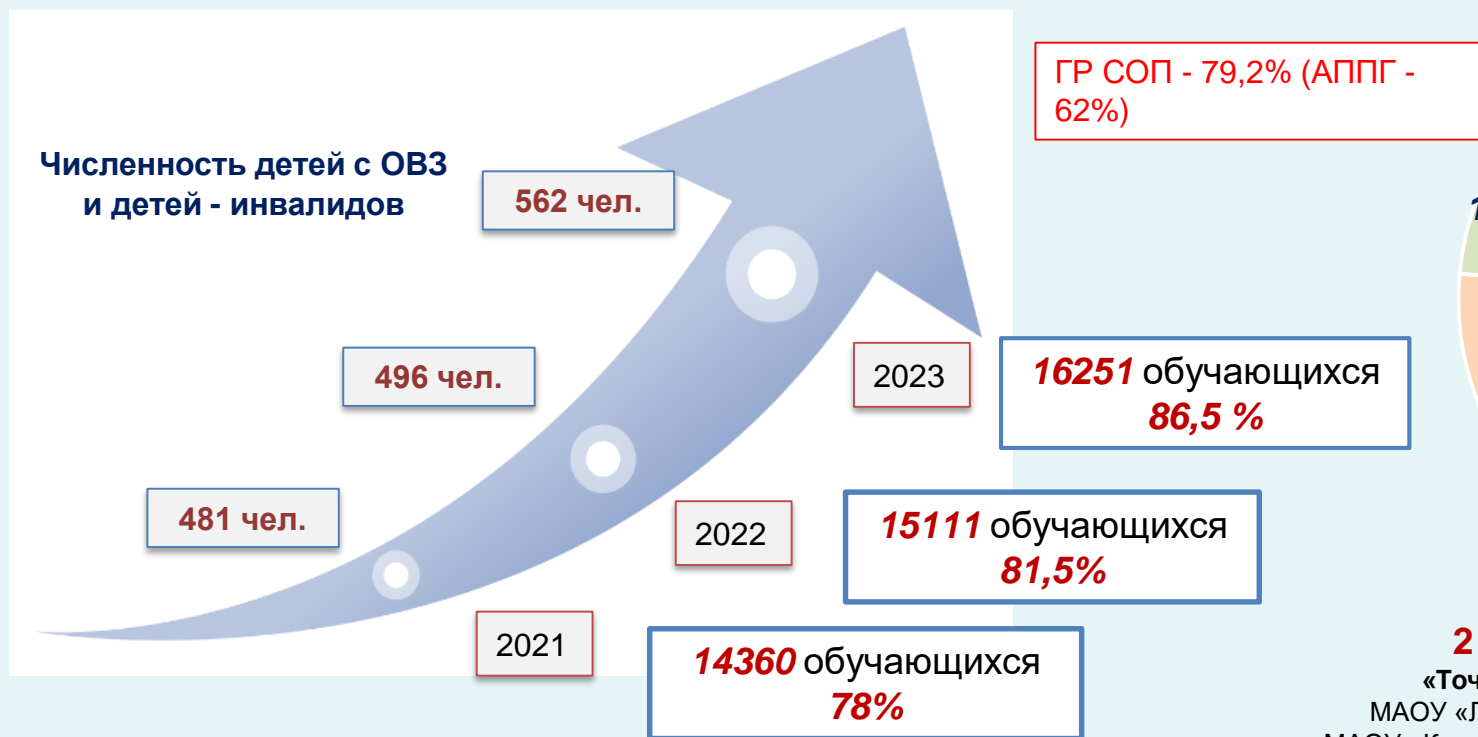 ГР СОП - 79,2% (АППГ -
62%)
Численность детей с ОВЗ
и детей - инвалидов
562 чел.
496 чел.
481 чел.
2023
16251 обучающихся
86,5 %
2022
15111 обучающихся
81,5%
2021
14360 обучающихся
78%
2
МАОУ